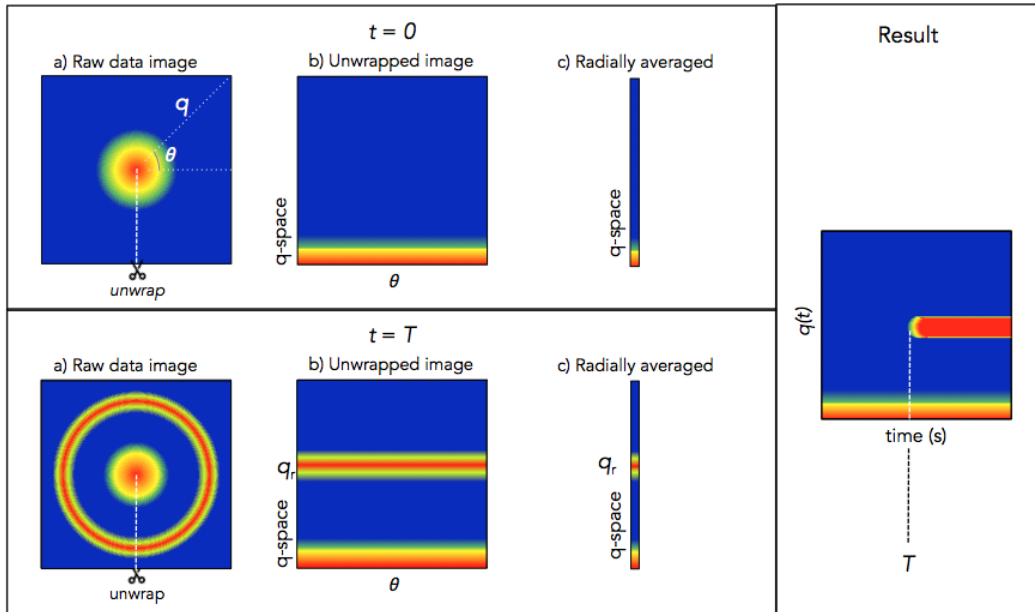 t = 0
a) Raw data image
b) Unwrapped image
c) Radially averaged
q
θ
unwrap
q-space
θ
q-space
t = T
a) Raw data image
b) Unwrapped image
c) Radially averaged
unwrap
qr
q-space
θ
qr
q-space
Result
q(t)
time (s)
T